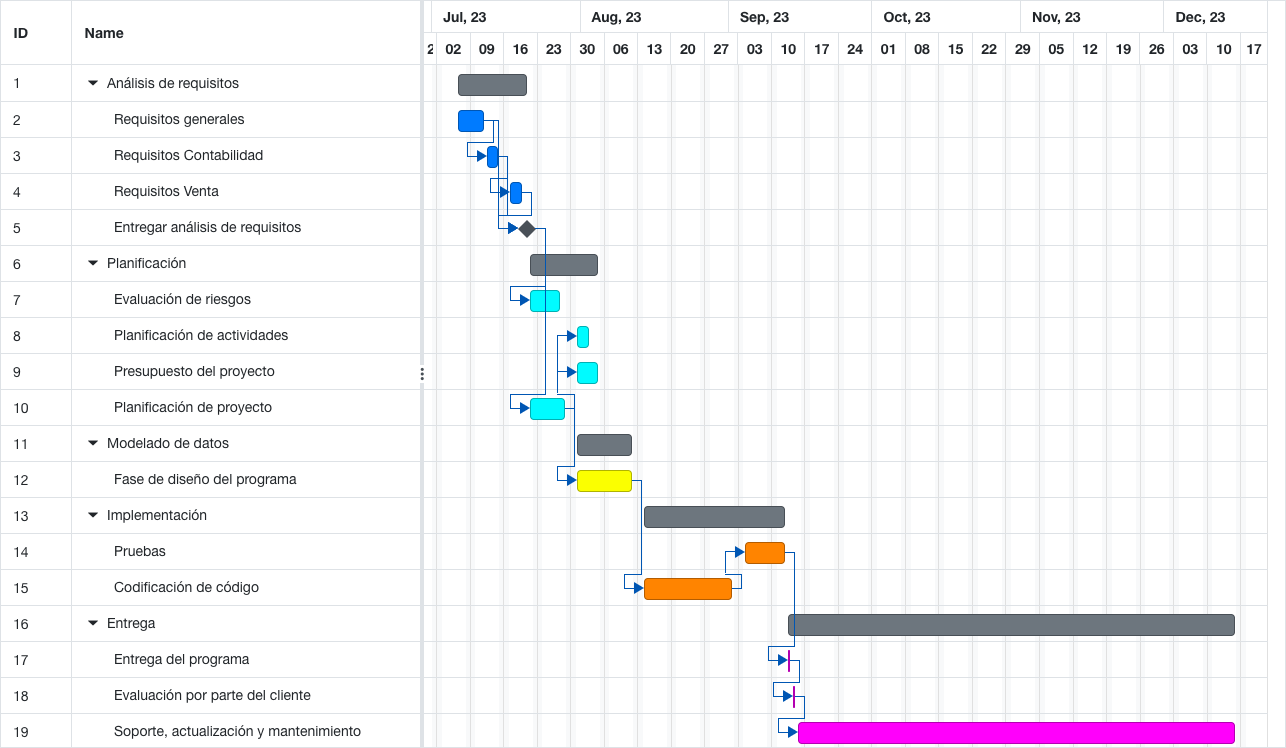 ID Name Jul, 23 Aug, 23 Sep, 23 Oct, 23 Nov, 23 Dec, 23
02 09 16 23 30 06 13 20 27 03 10 17 24 01 08 15 22 29 05 12 19 26 03 10 17
1 Análisis de requisitos
2 Requisitos generales
3 Requisitos Contabilidad
4 Requisitos Venta
5 Entregar análisis de requisitos
6 Planificación
7 Evaluación de riesgos
8 Planificación de actividades
9 Presupuesto del proyecto
10 Planificación de proyecto
11 Modelado de datos
12 Fase de diseño del programa
13 Implementación
14 Pruebas
15 Codificación de código
16 Entrega
17 Entrega del programa
18 Evaluación por parte del cliente
19 Soporte, actualización y mantenimiento